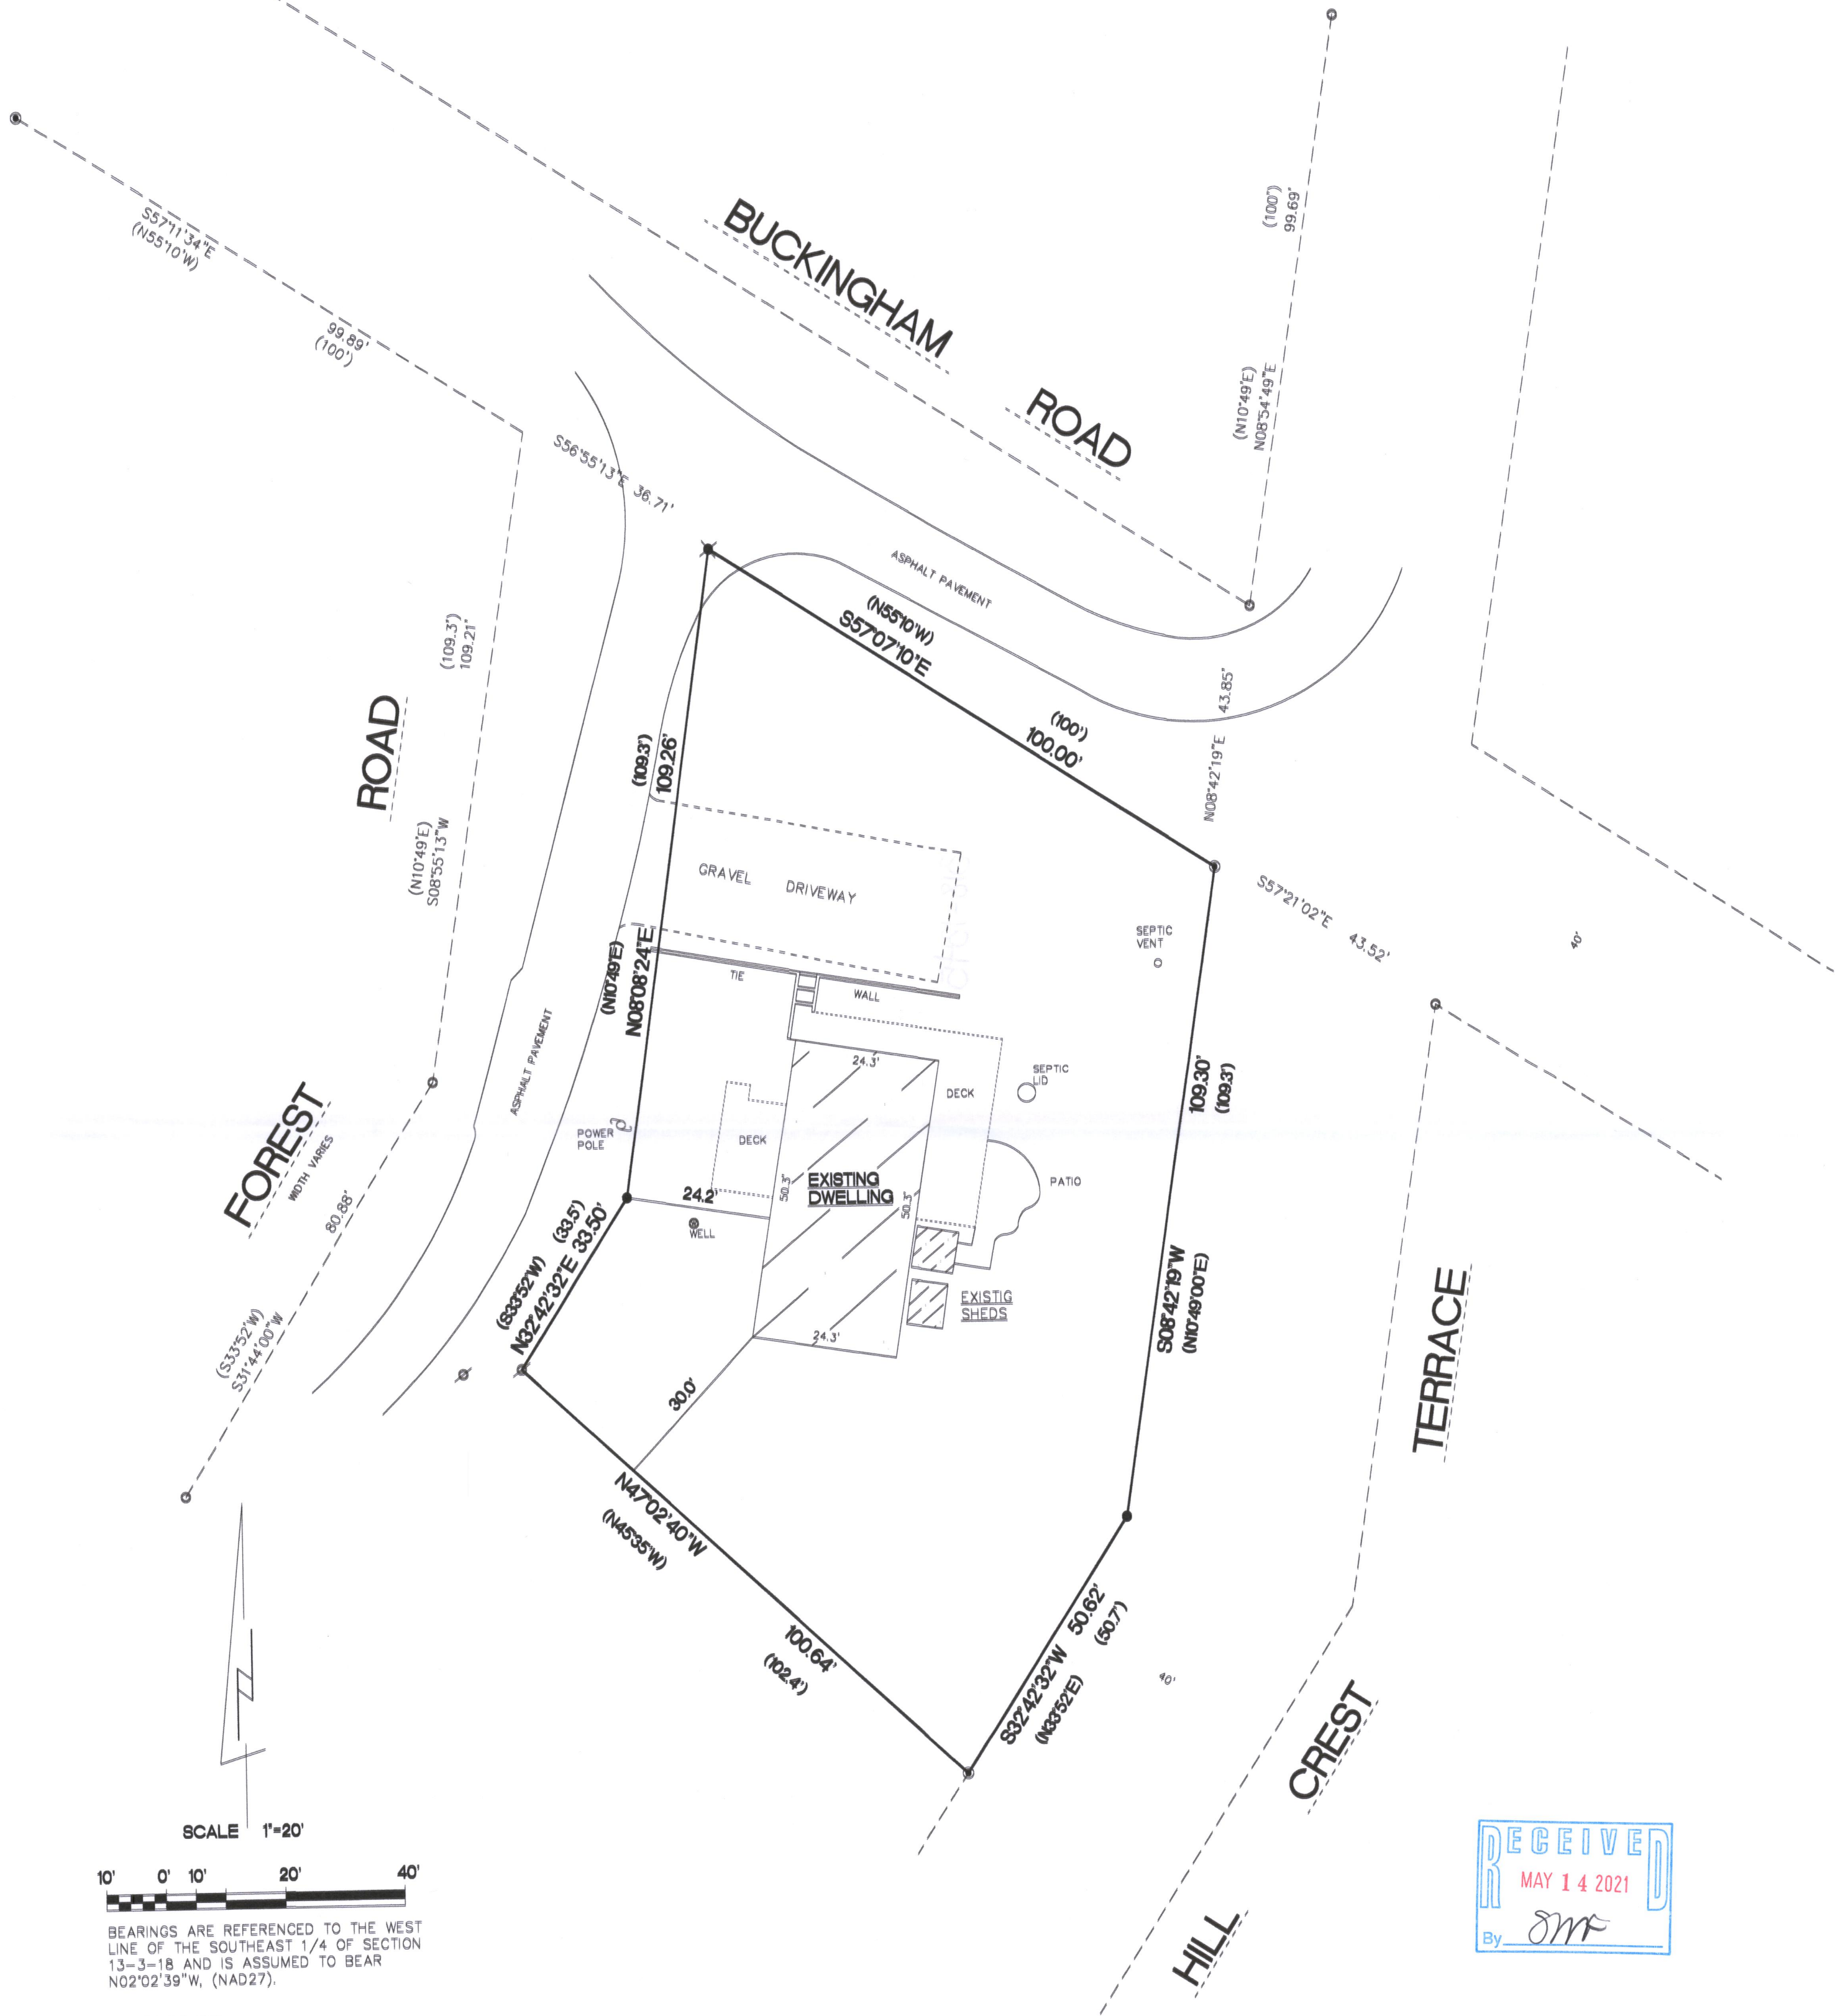 BUCKINGHAM
ROAD
S57°11'34"E
(N55°10'W)
99.89'
(100')
(100')
99.69'
(N10°49'E)
N08°54'49"E
S56°55'13"E 36.71'
ASPHALT PAVEMENT
(N55°10'W)
S57°07'10"E
(100')
100.00'
N08°42'19"E 43.85'
(109.3')
109.21'
ROAD
(N10°49'E)
S08°55'13"W
(109.3')
109.26'
GRAVEL DRIVEWAY
(N10°49'E)
N08°08'24"E
TIE
WALL
SEPTIC
VENT
S57°21'02"E 43.52'
40'
ASPHALT PAVEMENT
24.3'
DECK
SEPTIC
LID
109.30'
(109.3')
FOREST
WIDTH VARIES
POWER
POLE
DECK
EXISTING
DWELLING
50.3'
50.3'
PATIO
24.2'
WELL
80.88'
(S33°52'W) (33.5')
N32°42'32"E 33.50'
EXISTIG
SHEDS
24.3'
S08°42'19"W
(N10°49'00"E)
(S33°52'W)
S31°44'00"W
30.0'
TERRACE
N47°02'40"W
(N45°35'W)
100.64'
(102.4')
S32°42'32"W 50.62'
(N33°52'E) (50.7')
40'
CREST
HILL
SCALE 1"=20'
10' 0' 10' 20' 40'
BEARINGS ARE REFERENCED TO THE WEST
LINE OF THE SOUTHEAST 1/4 OF SECTION
13-3-18 AND IS ASSUMED TO BEAR
N02°02'39"W, (NAD27).
RECEIVED
MAY 14 2021
By SMF